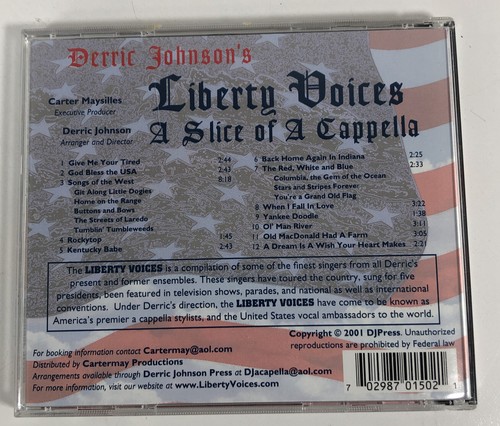 Derric Johnson's
Liberty Voices
A Slice of A Cappella
Carter Maysilles
Executive Producer
Derric Johnson
Arranger and Director
1 Give Me Your Tired 2:44
2 God Bless the USA 2:43
3 Songs of the West 8:18
Git Along Little Dogies
Home on the Range
Buttons and Bows
The Streets of Laredo
Tumblin' Tumbleweeds
4 Rockytop 1:45
5 Kentucky Babe 2:43
6 Back Home Again In Indiana 2:25
7 The Red, White and Blue 2:33
Columbia, the Gem of the Ocean
Stars and Stripes Forever
You're a Grand Old Flag
8 When I Fall In Love 3:22
9 Yankee Doodle 1:38
10 Ol' Man River 3:11
11 Old MacDonald Had A Farm 5:05
12 A Dream Is A Wish Your Heart Makes 2:21
The LIBERTY VOICES is a compilation of some of the finest singers from all Derric's
present and former ensembles. These singers have toured the country, sung for five
presidents, been featured in television shows, parades, and national as well as international
conventions. Under Derric's direction, the LIBERTY VOICES have come to be known as
America's premier a cappella stylists, and the United States vocal ambassadors to the world.
Copyright © 2001 DJPress. Unauthorized
reproductions are prohibited by Federal law
For booking information contact Cartermay@aol.com
Distributed by Cartermay Productions
Arrangements available through Derric Johnson Press at DJacapella@aol.com
For more information, visit our website at www.LibertyVoices.com
7 02987 01502 1